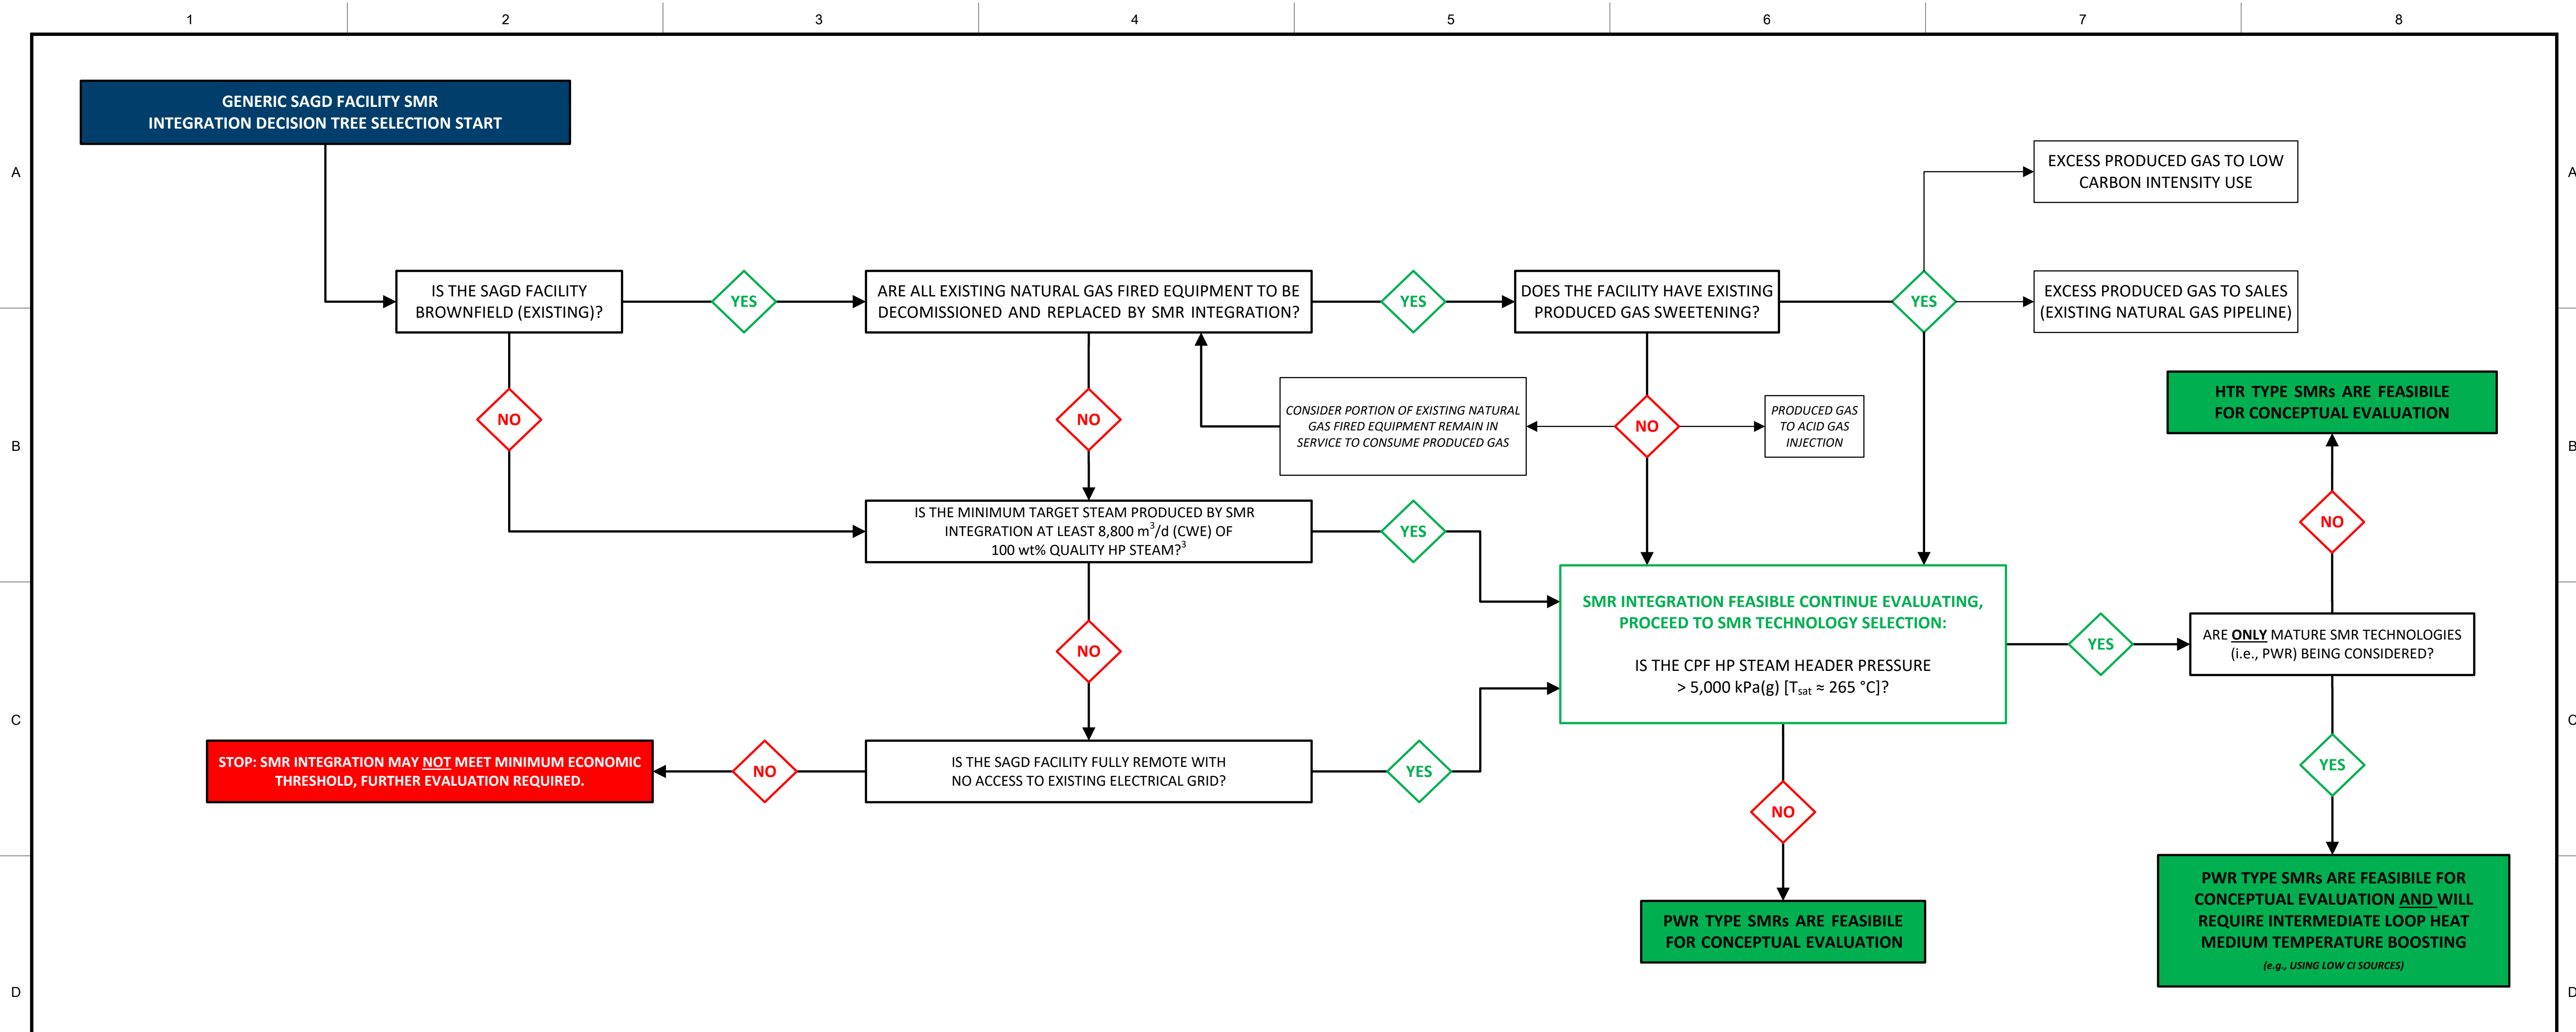 1 2 3 4 5 6 7 8
GENERIC SAGD FACILITY SMR
INTEGRATION DECISION TREE SELECTION START
A
A
EXCESS PRODUCED GAS TO LOW
CARBON INTENSITY USE
IS THE SAGD FACILITY
BROWNFIELD (EXISTING)?
YES
ARE ALL EXISTING NATURAL GAS FIRED EQUIPMENT TO BE
DECOMISSIONED AND REPLACED BY SMR INTEGRATION?
YES
DOES THE FACILITY HAVE EXISTING
PRODUCED GAS SWEETENING?
YES
EXCESS PRODUCED GAS TO SALES
(EXISTING NATURAL GAS PIPELINE)
NO
NO
CONSIDER PORTION OF EXISTING NATURAL
GAS FIRED EQUIPMENT REMAIN IN
SERVICE TO CONSUME PRODUCED GAS
NO
PRODUCED GAS
TO ACID GAS
INJECTION
HTR TYPE SMRs ARE FEASIBILE
FOR CONCEPTUAL EVALUATION
B
B
NO
IS THE MINIMUM TARGET STEAM PRODUCED BY SMR
INTEGRATION AT LEAST 8,800 m³/d (CWE) OF
100 wt% QUALITY HP STEAM?³
YES
SMR INTEGRATION FEASIBLE CONTINUE EVALUATING,
PROCEED TO SMR TECHNOLOGY SELECTION:
IS THE CPF HP STEAM HEADER PRESSURE
> 5,000 kPa(g) [Tsat ≈ 265 °C]?
YES
ARE ONLY MATURE SMR TECHNOLOGIES
(i.e., PWR) BEING CONSIDERED?
NO
C
C
STOP: SMR INTEGRATION MAY NOT MEET MINIMUM ECONOMIC
THRESHOLD, FURTHER EVALUATION REQUIRED.
NO
IS THE SAGD FACILITY FULLY REMOTE WITH
NO ACCESS TO EXISTING ELECTRICAL GRID?
YES
NO
YES
PWR TYPE SMRs ARE FEASIBILE
FOR CONCEPTUAL EVALUATION
PWR TYPE SMRs ARE FEASIBILE FOR
CONCEPTUAL EVALUATION AND WILL
REQUIRE INTERMEDIATE LOOP HEAT
MEDIUM TEMPERATURE BOOSTING
(e.g., USING LOW CI SOURCES)
D
D